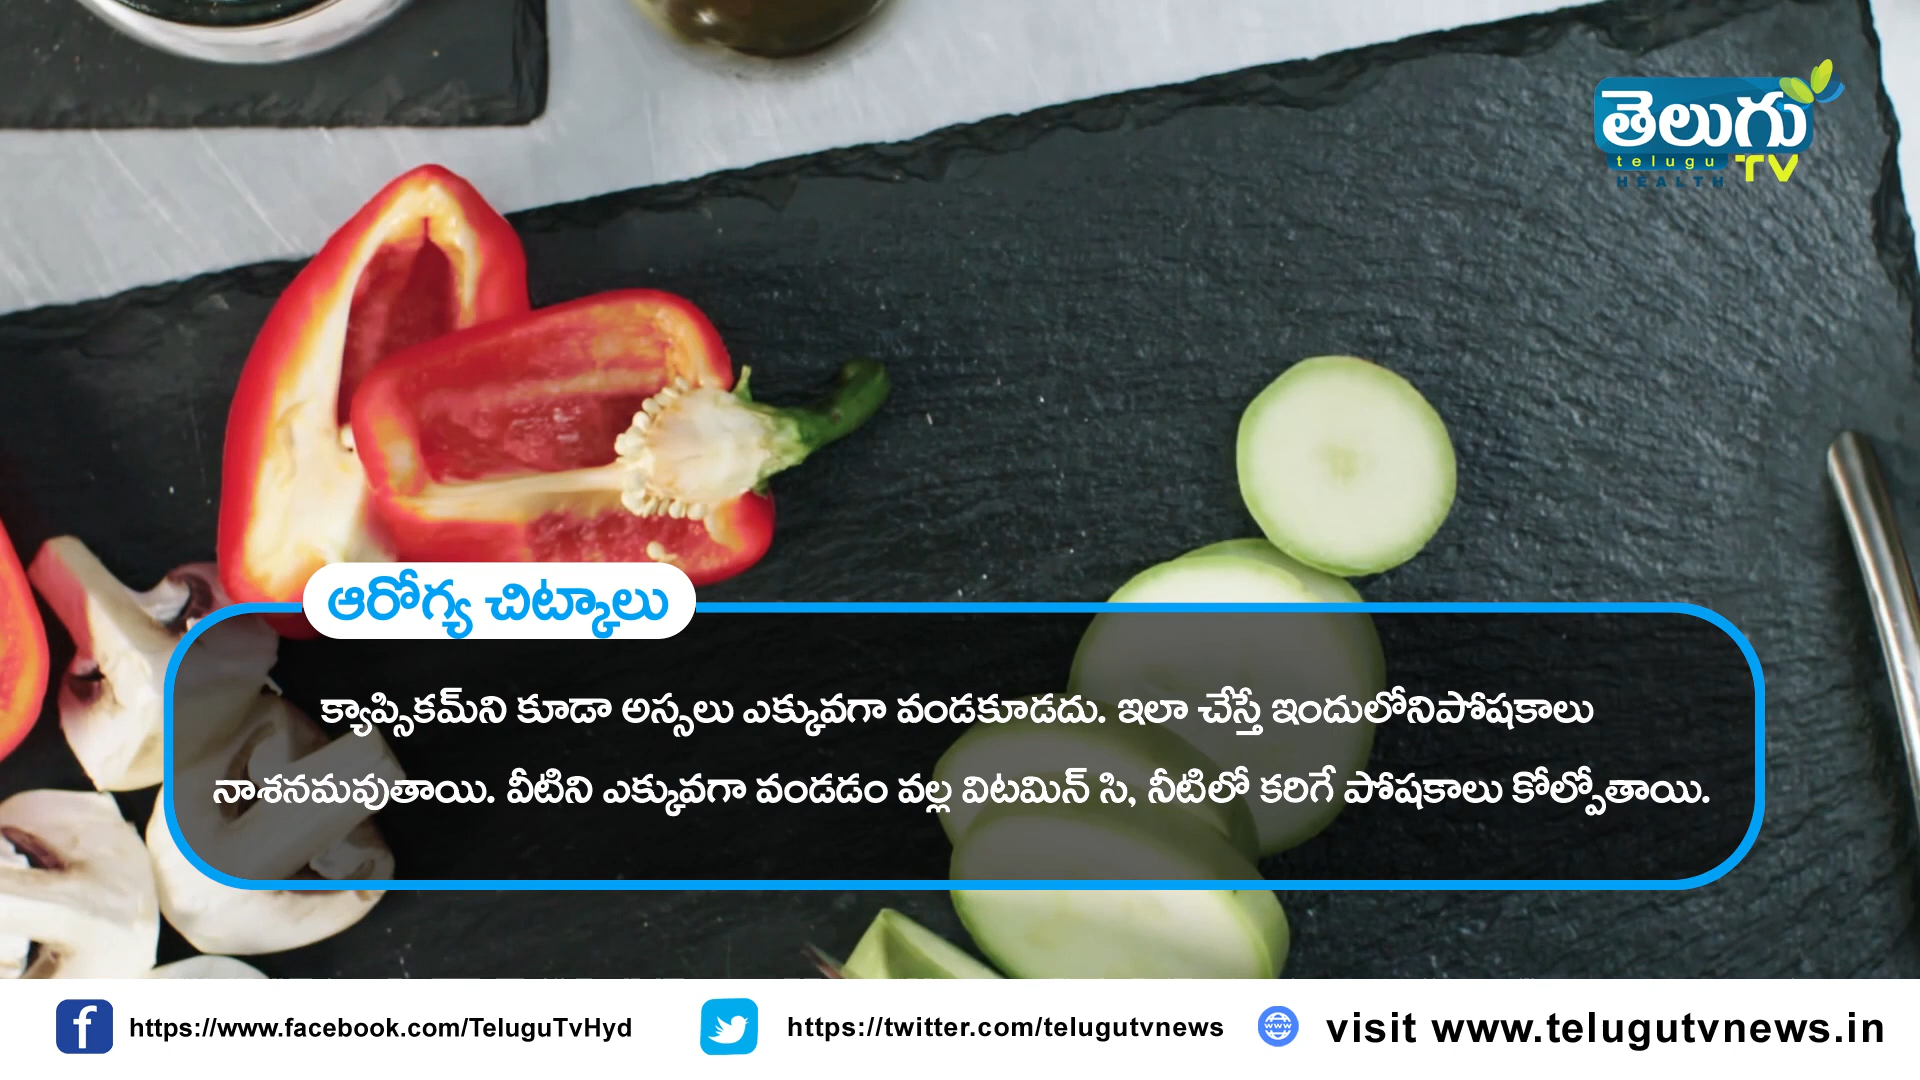 తెలుగు
telugu TV
HEALTH
ఆరోగ్య చిట్కాలు
క్యాప్సికమ్‌ని కూడా అస్సలు ఎక్కువగా వండకూడదు. ఇలా చేస్తే ఇందులోనిపోషకాలు
నాశనమవుతాయి. వీటిని ఎక్కువగా వండడం వల్ల విటమిన్ సి, నీటిలో కరిగే పోషకాలు కోల్పోతాయి.
https://www.facebook.com/TeluguTvHyd
https://twitter.com/telugutvnews
www
visit www.telugutvnews.in